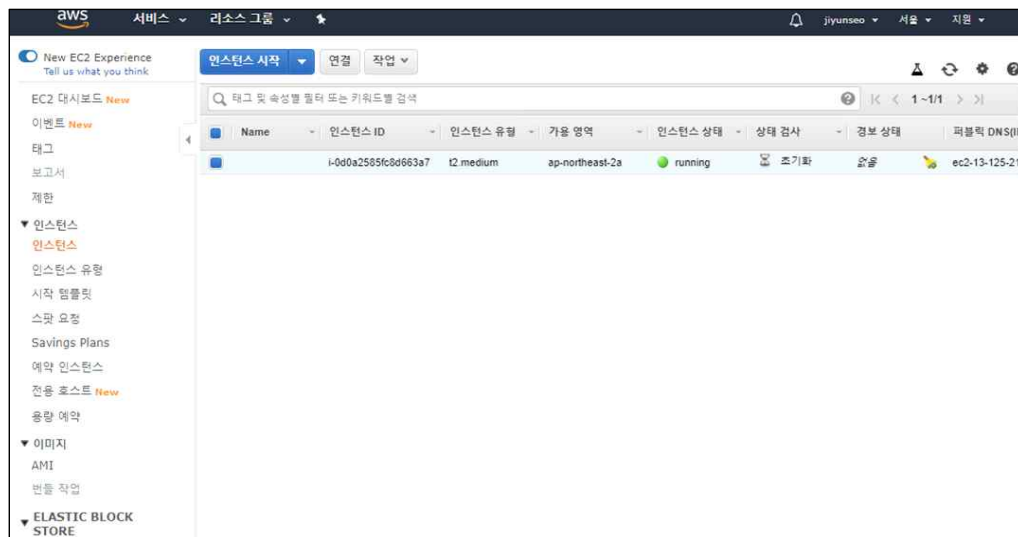 aws 서비스 리소스 그룹 jiyunseo 서울 지원
New EC2 Experience
Tell us what you think
EC2 대시보드 New
이벤트 New
태그
보고서
제한
인스턴스
인스턴스
인스턴스 유형
시작 템플릿
스팟 요청
Savings Plans
예약 인스턴스
전용 호스트 New
용량 예약
이미지
AMI
번들 작업
ELASTIC BLOCK
STORE
인스턴스 시작 연결 작업
태그 및 속성별 필터 또는 키워드별 검색 1 ~1/1
Name 인스턴스 ID 인스턴스 유형 가용 영역 인스턴스 상태 상태 검사 경보 상태 퍼블릭 DNS(I
i-0d0a2585fc8d663a7 t2.medium ap-northeast-2a running 초기화 없음 ec2-13-125-21